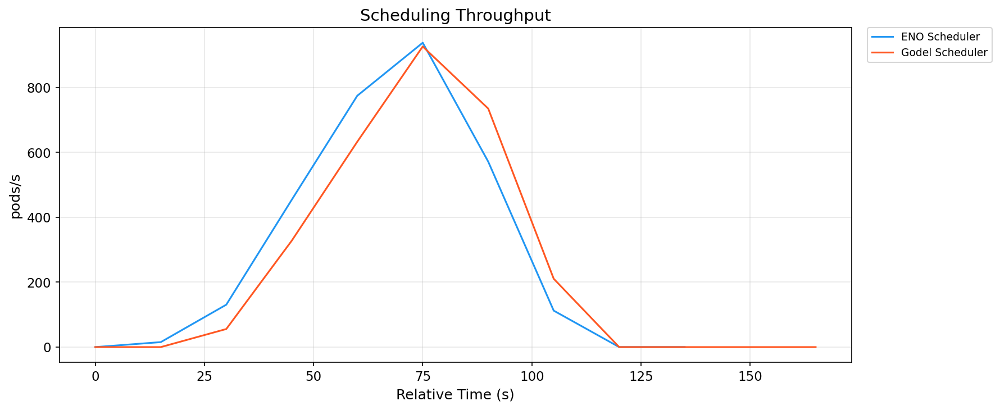 Scheduling Throughput
ENO Scheduler
Godel Scheduler
pods/s
800
600
400
200
0
0 25 50 75 100 125 150
Relative Time (s)